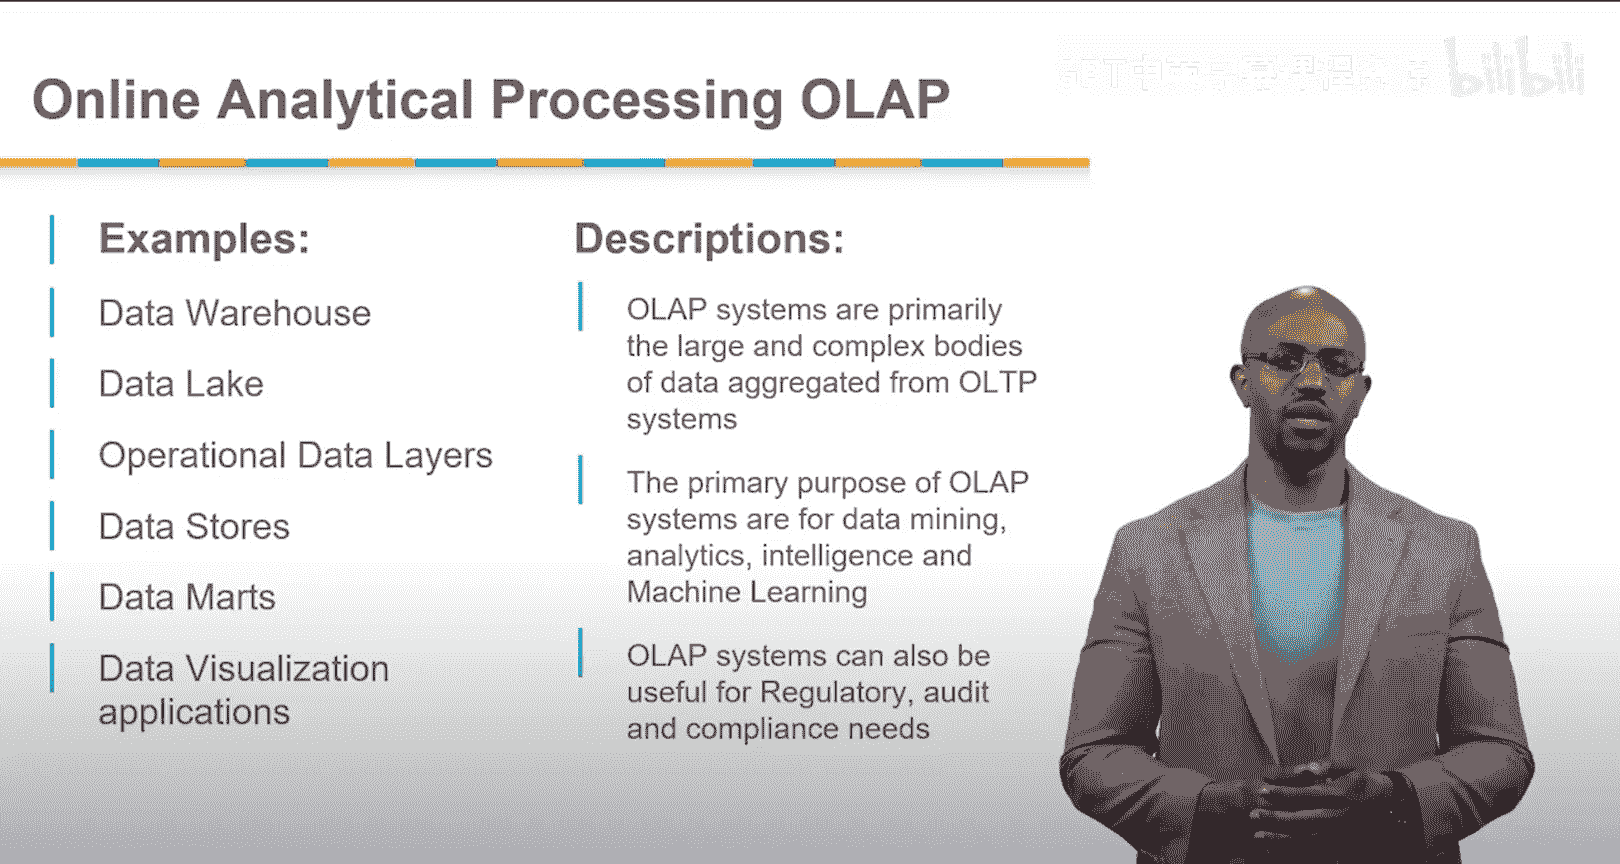 Online Analytical Processing OLAP
bilibili
Examples:
Data Warehouse
Data Lake
Operational Data Layers
Data Stores
Data Marts
Data Visualization
applications
Descriptions:
OLAP systems are primarily
the large and complex bodies
of data aggregated from OLTP
systems
The primary purpose of OLAP
systems are for data mining,
analytics, intelligence and
Machine Learning
OLAP systems can also be
useful for Regulatory, audit
and compliance needs